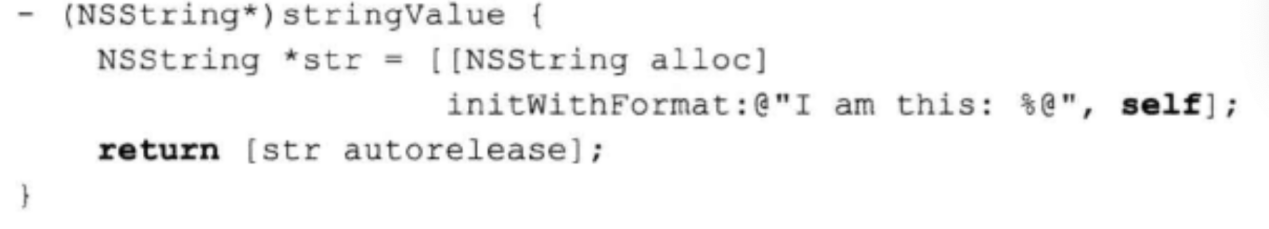 - (NSString*)stringValue {
    NSString *str = [[NSString alloc]
                     initWithFormat:@"I am this: %@", self];
    return [str autorelease];
}